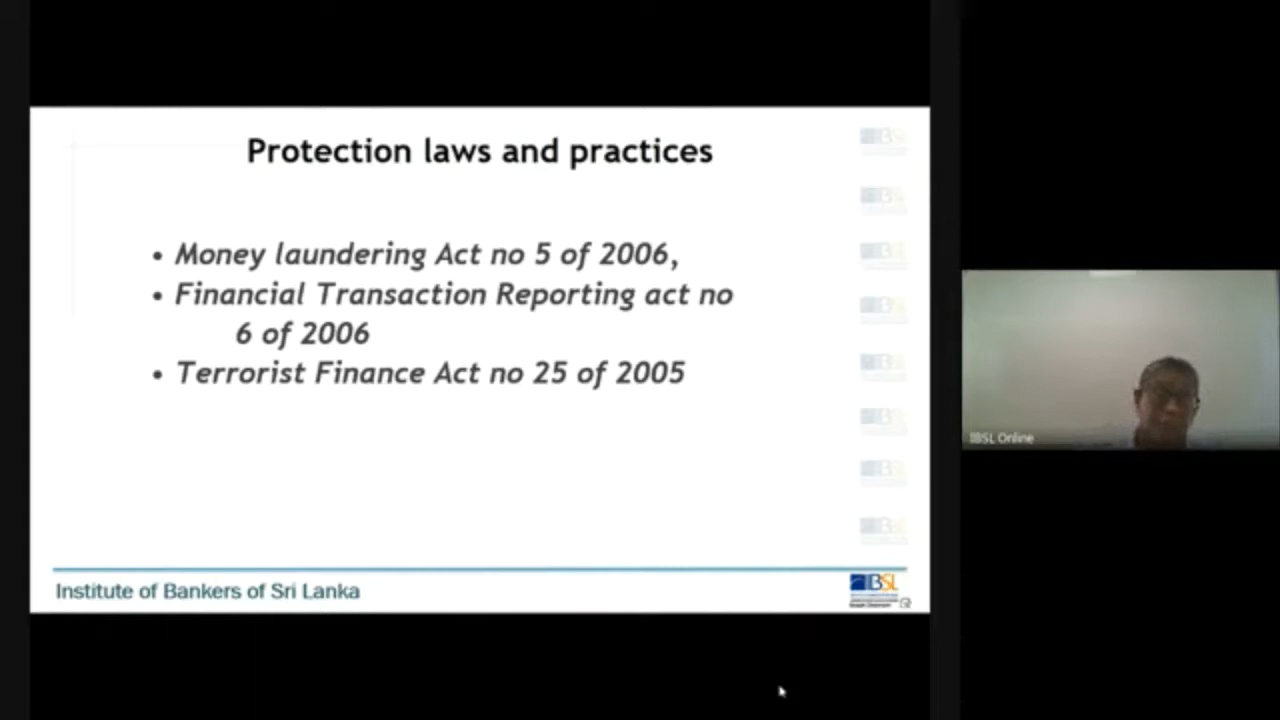 Protection laws and practices
• Money laundering Act no 5 of 2006,
• Financial Transaction Reporting act no
6 of 2006
• Terrorist Finance Act no 25 of 2005
IBSL Online
Institute of Bankers of Sri Lanka
IBSL